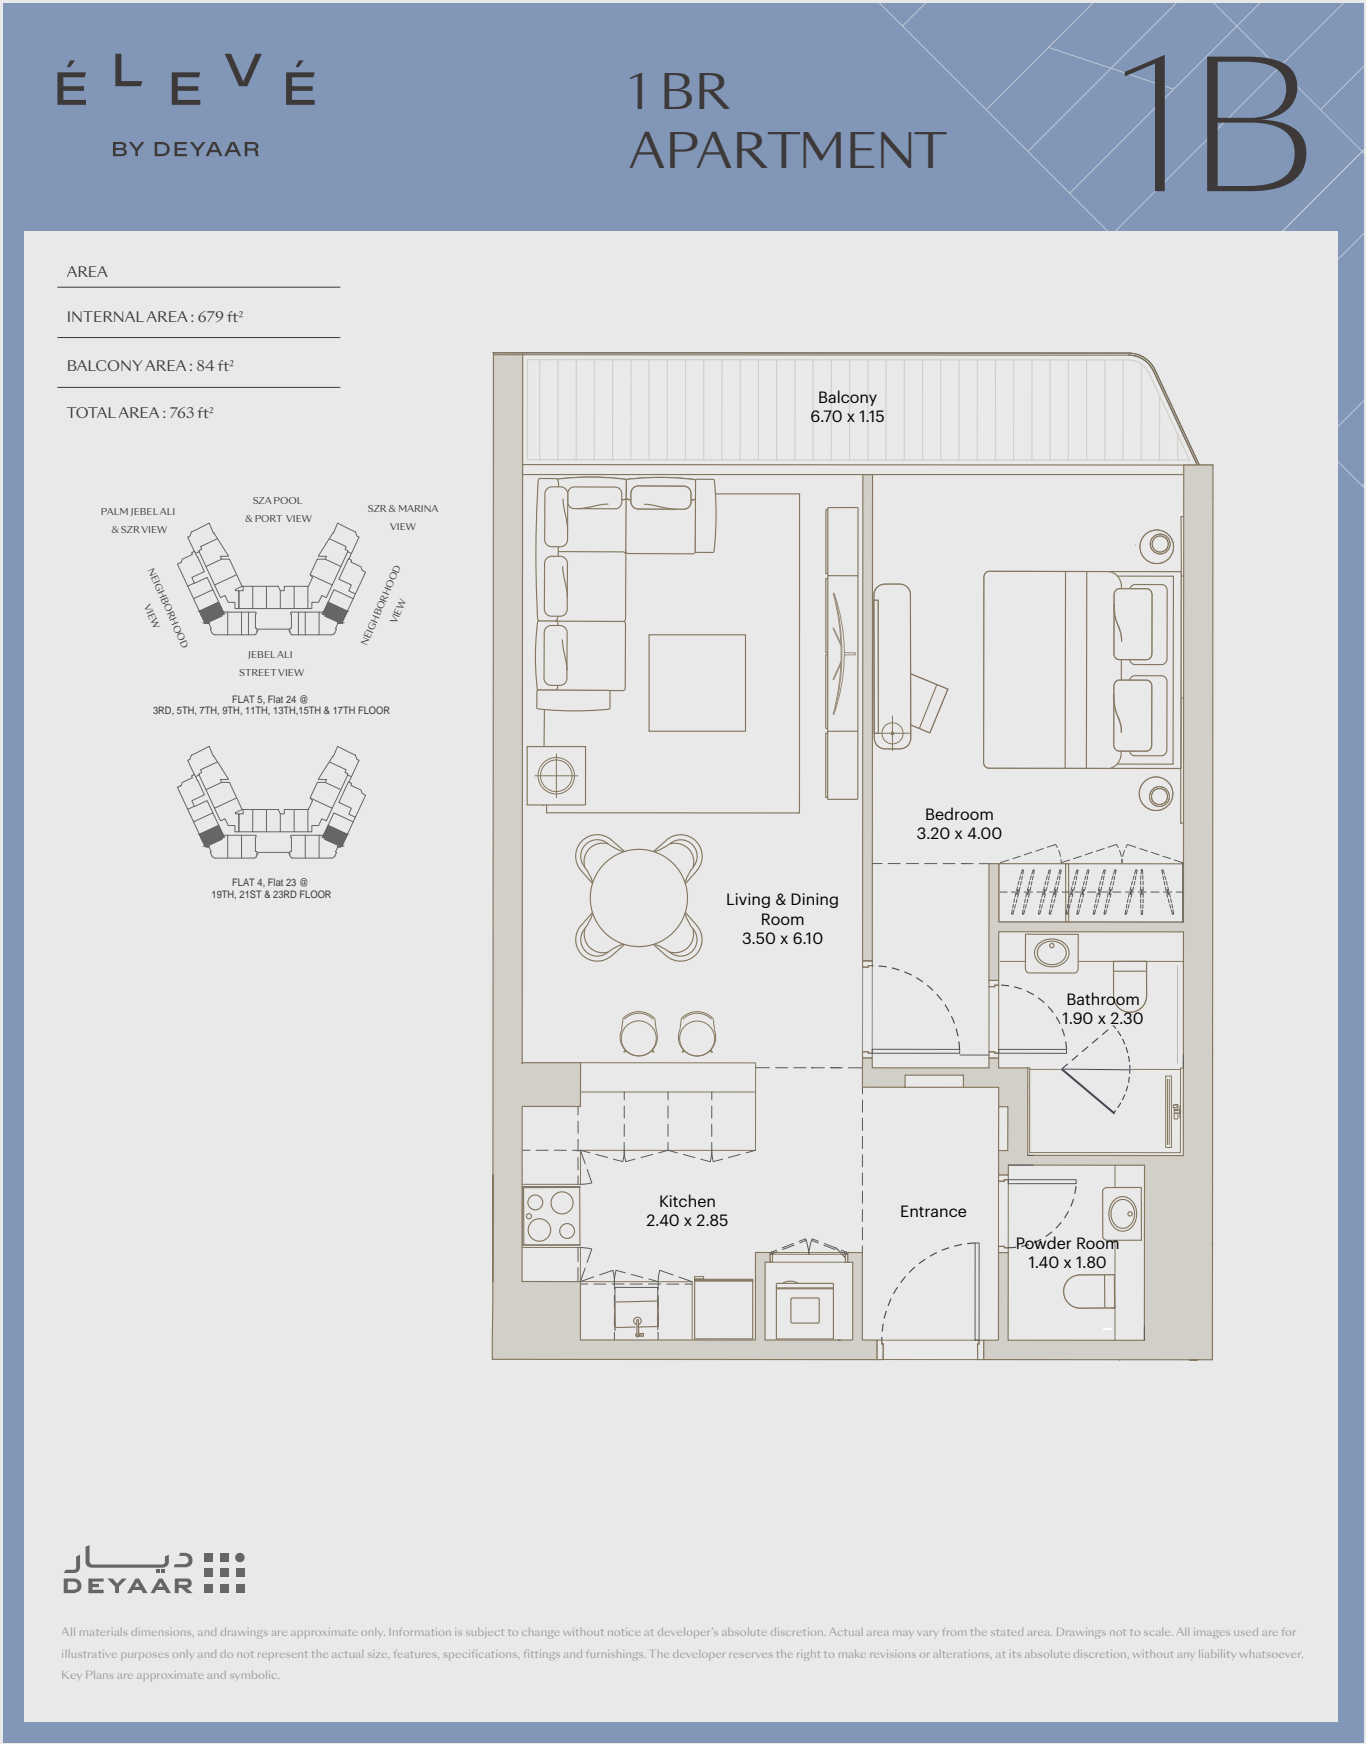 ÉLEVÉ
BY DEYAAR
1 BR
APARTMENT
1B
AREA
INTERNAL AREA : 679 ft²
BALCONY AREA : 84 ft²
TOTAL AREA : 763 ft²
PALM JEBEL ALI
& SZR VIEW
SZA POOL
& PORT VIEW
SZR & MARINA
VIEW
NEIGHBORHOOD
VIEW
NEIGHBORHOOD
VIEW
JEBEL ALI
STREET VIEW
FLAT 5, Flat 24 @
3RD, 5TH, 7TH, 9TH, 11TH, 13TH,15TH & 17TH FLOOR
FLAT 4, Flat 23 @
19TH, 21ST & 23RD FLOOR
Balcony
6.70 x 1.15
Bedroom
3.20 x 4.00
Living & Dining
Room
3.50 x 6.10
Bathroom
1.90 x 2.30
Kitchen
2.40 x 2.85
Entrance
Powder Room
1.40 x 1.80
ديار
DEYAAR
All materials dimensions, and drawings are approximate only. Information is subject to change without notice at developer's absolute discretion. Actual area may vary from the stated area. Drawings not to scale. All images used are for
illustrative purposes only and do not represent the actual size, features, specifications, fittings and furnishings. The developer reserves the right to make revisions or alterations, at its absolute discretion, without any liability whatsoever.
Key Plans are approximate and symbolic.